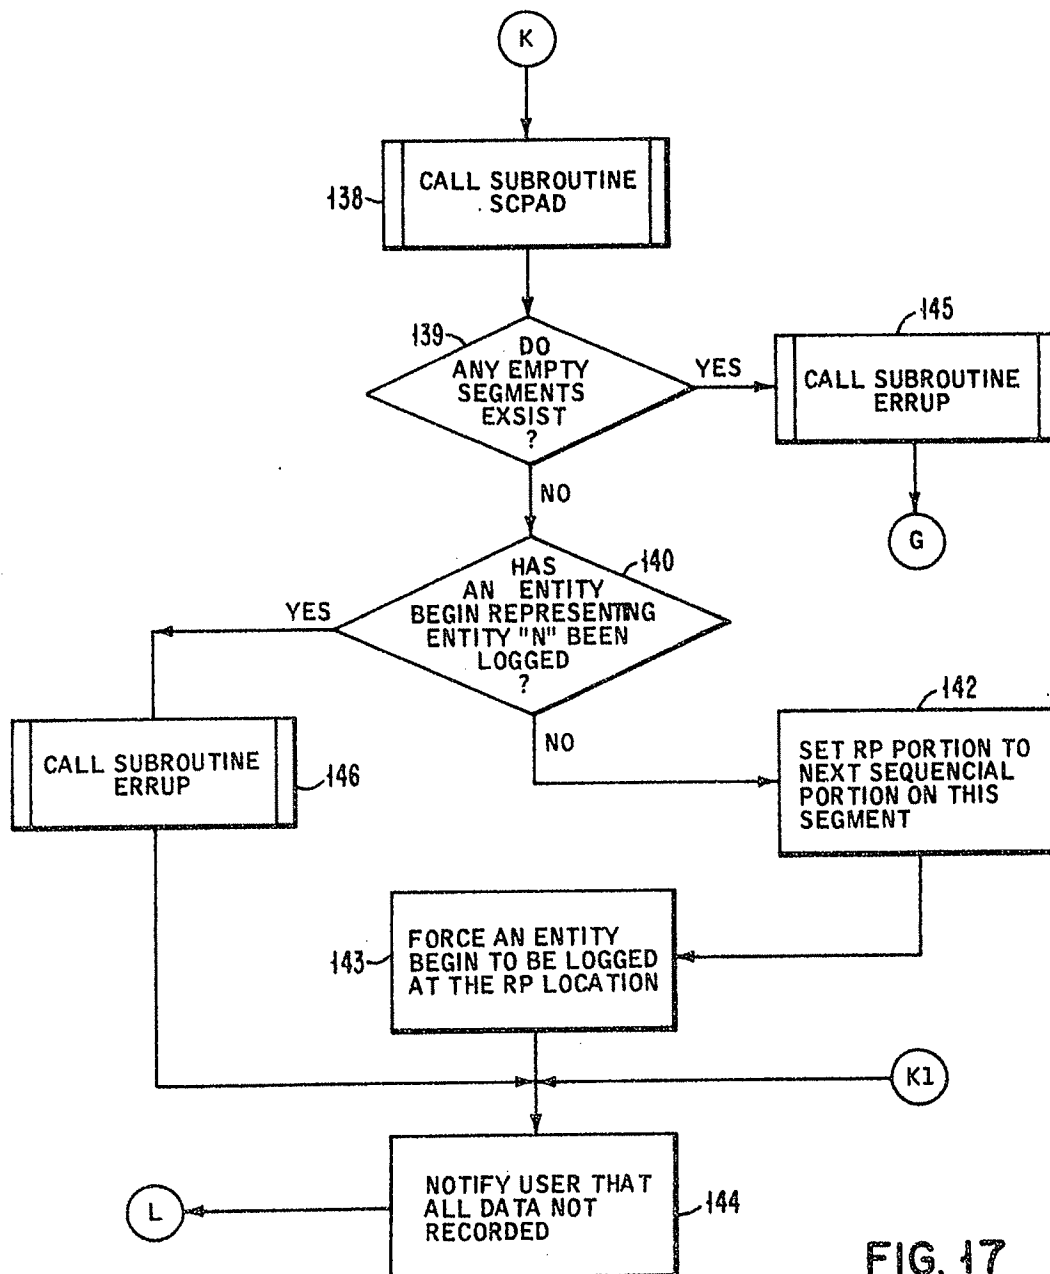 K
CALL SUBROUTINE
SCPAD
138
139
DO
ANY EMPTY
SEGMENTS
EXSIST
?
YES
145
CALL SUBROUTINE
ERRUP
G
NO
140
HAS
AN ENTITY
BEGIN REPRESENTING
ENTITY "N" BEEN
LOGGED
?
YES
NO
CALL SUBROUTINE
ERRUP
146
142
SET RP PORTION TO
NEXT SEQUENCIAL
PORTION ON THIS
SEGMENT
143
FORCE AN ENTITY
BEGIN TO BE LOGGED
AT THE RP LOCATION
K1
NOTIFY USER THAT
ALL DATA NOT
RECORDED
144
L
FIG. 17